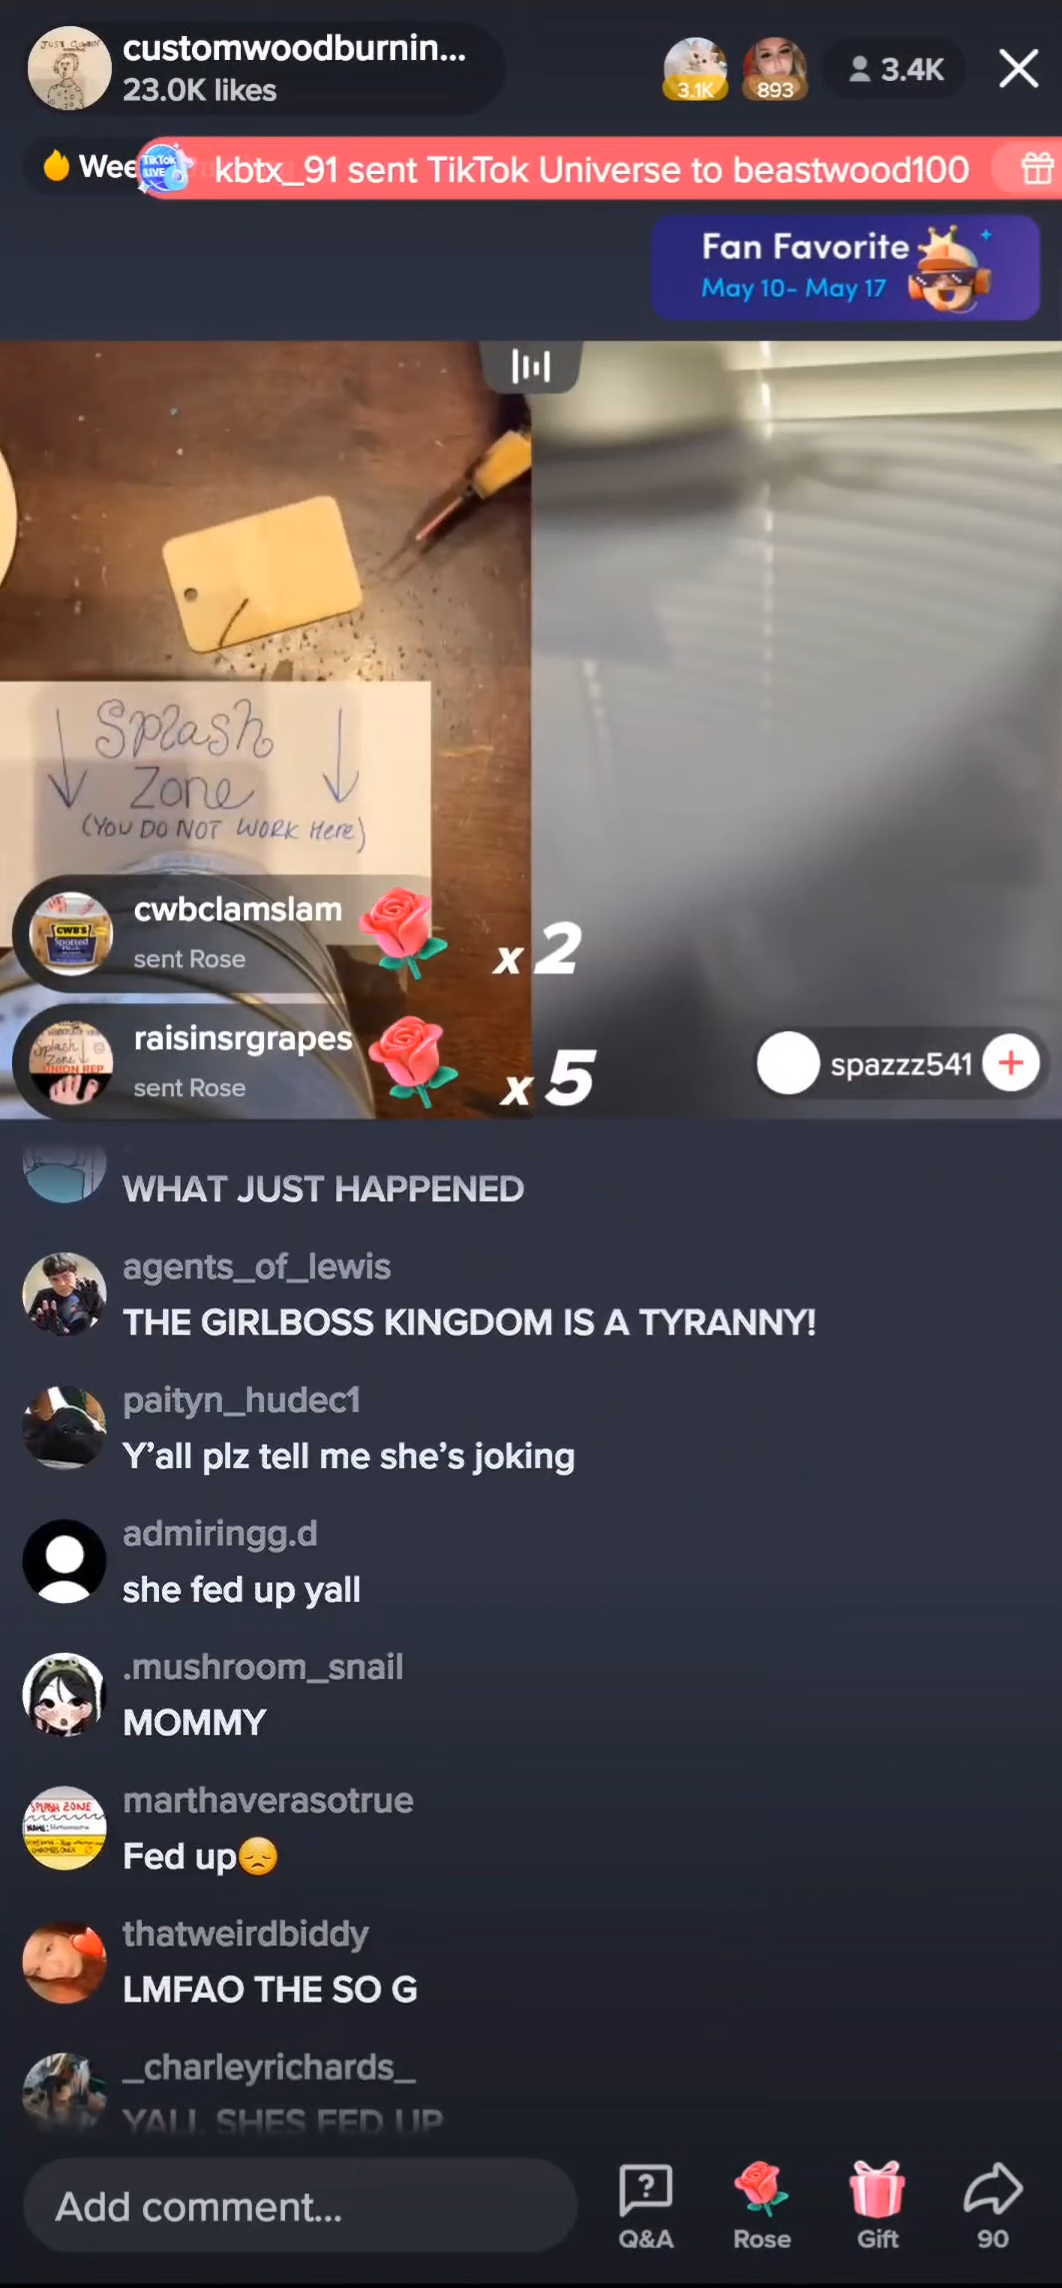 customwoodburnin...
23.0K likes
3.1K
893
3.4K
Wee
kbtx_91 sent TikTok Universe to beastwood100
Fan Favorite
May 10- May 17
Splash
Zone
(YOU DO NOT WORK Here)
cwbclamslam
sent Rose
x 2
raisinsrgrapes
sent Rose
x 5
spazzz541
WHAT JUST HAPPENED
agents_of_lewis
THE GIRLBOSS KINGDOM IS A TYRANNY!
paityn_hudec1
Y'all plz tell me she's joking
admiringg.d
she fed up yall
.mushroom_snail
MOMMY
marthaverasotrue
Fed up😞
thatweirdbiddy
LMFAO THE SO G
_charleyrichards_
YALL SHES FED UP
Add comment...
Q&A
Rose
Gift
90